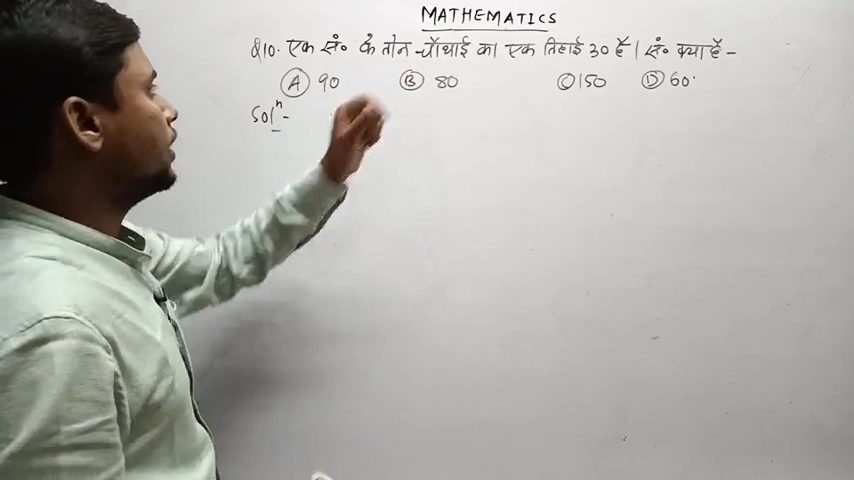 MATHEMATICS
Q10. एक सं० के तीन चौथाई का एक तिहाई 30 है। सं० क्या है -
A 90 B 80 C 150 D 60.
Solⁿ-